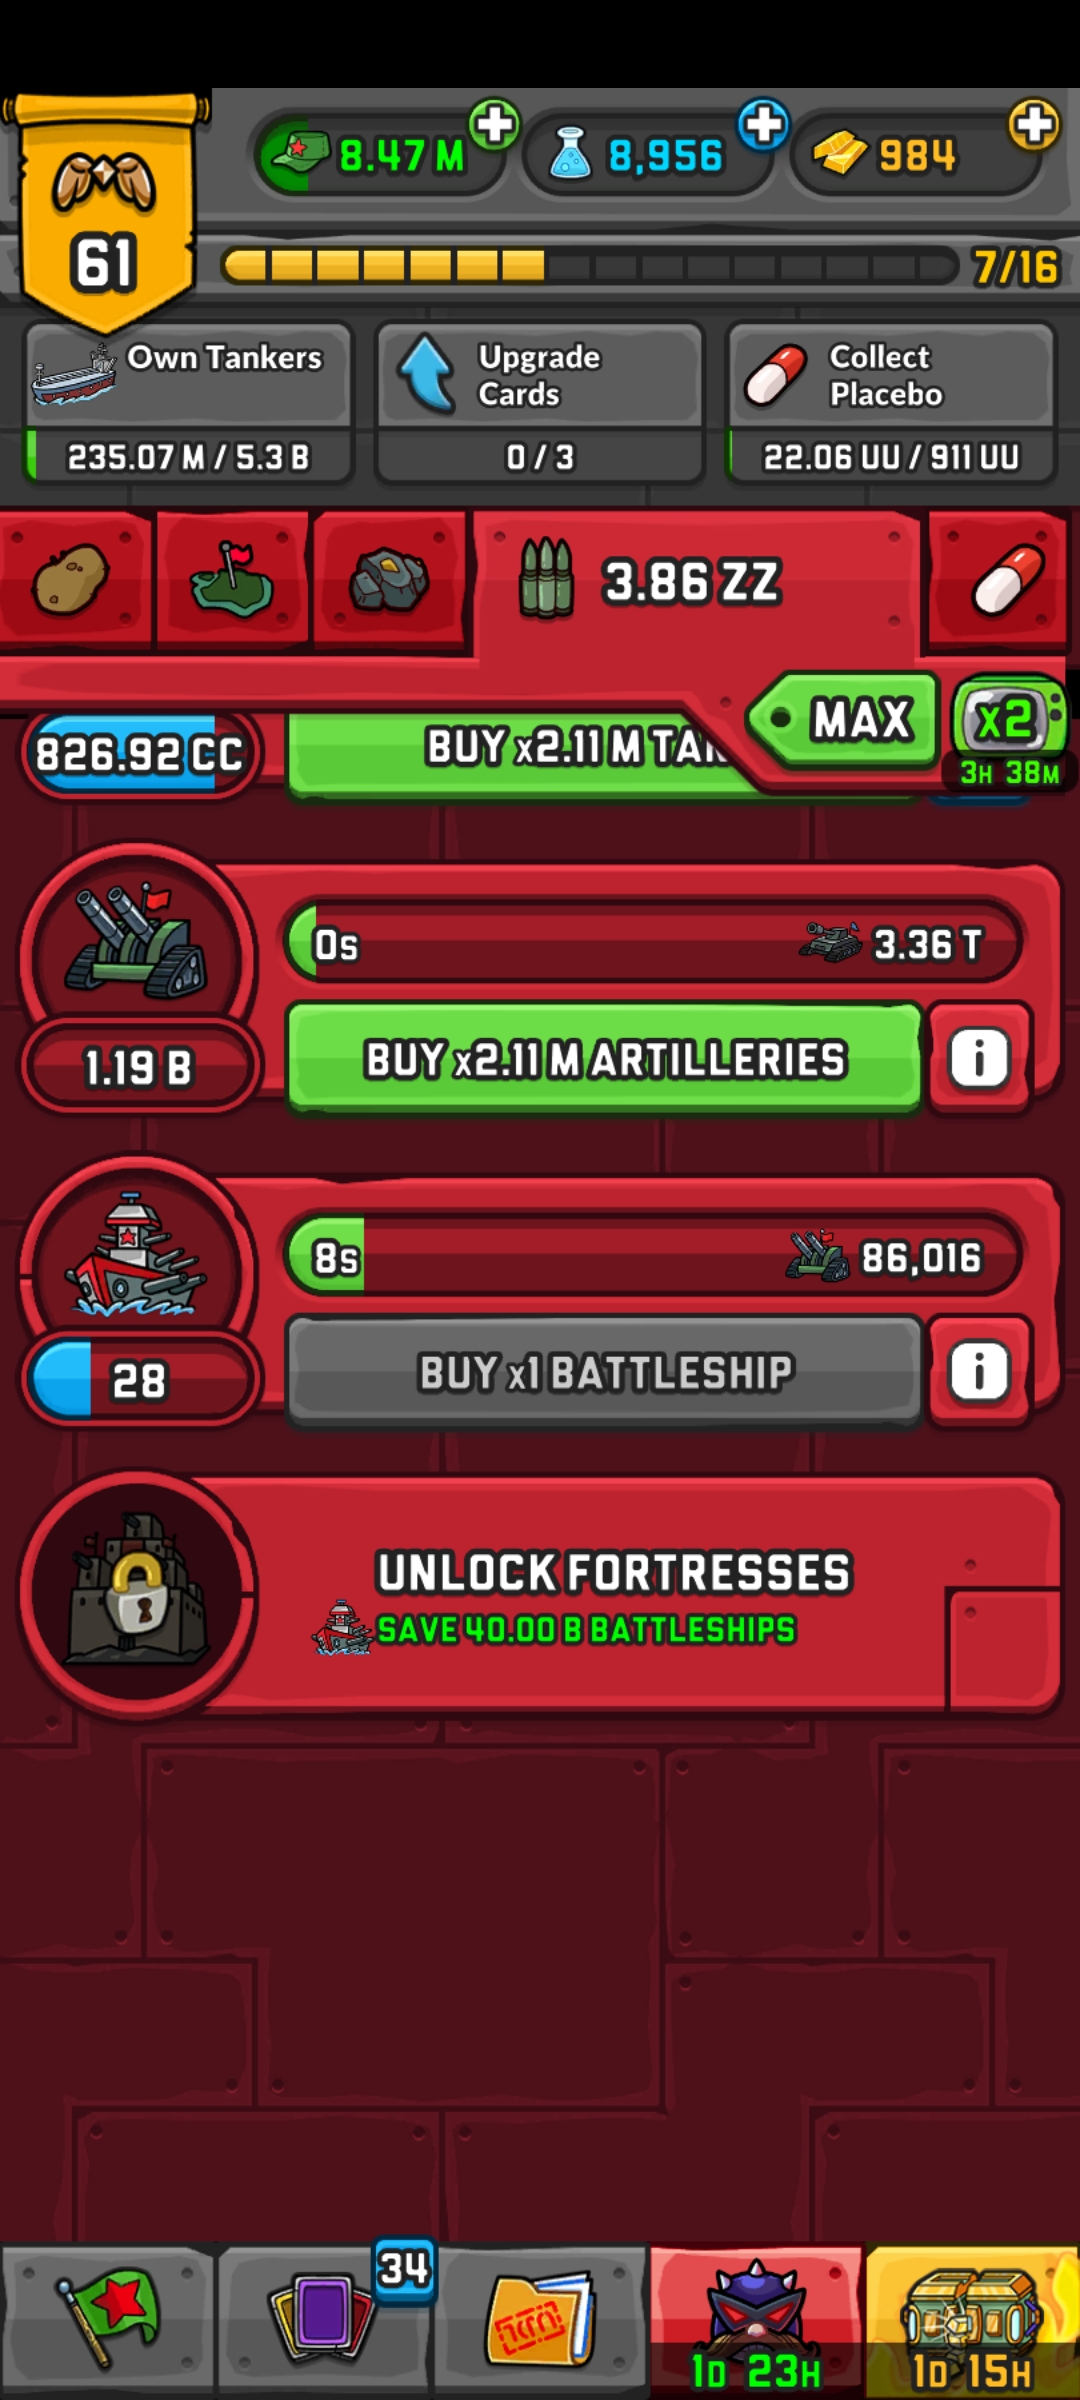 61
8.47 M
8,956
984
7/16
Own Tankers
235.07 M / 5.3 B
Upgrade
Cards
0 / 3
Collect
Placebo
22.06 UU / 911 UU
3.86 ZZ
MAX
x2
3H 38M
826.92 CC
BUY x2.11 M
0s
3.36 T
1.19 B
BUY x2.11 M ARTILLERIES
i
8s
86,016
28
BUY x1 BATTLESHIP
i
UNLOCK FORTRESSES
SAVE 40.00 B BATTLESHIPS
34
1D 23H
1D 15H